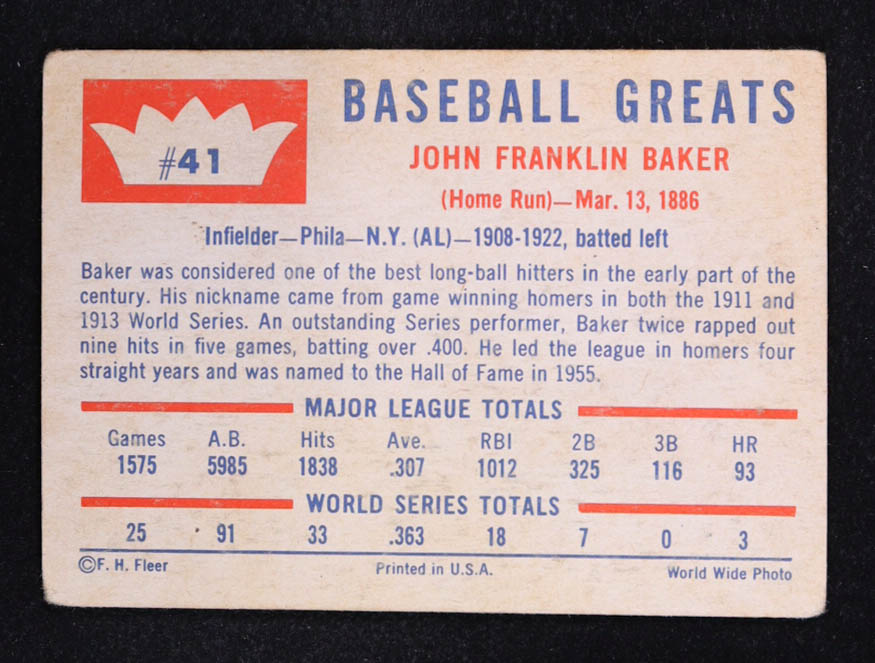 #41
BASEBALL GREATS
JOHN FRANKLIN BAKER
(Home Run)—Mar. 13, 1886
Infielder—Phila—N.Y. (AL)—1908-1922, batted left
Baker was considered one of the best long-ball hitters in the early part of the
century. His nickname came from game winning homers in both the 1911 and
1913 World Series. An outstanding Series performer, Baker twice rapped out
nine hits in five games, batting over .400. He led the league in homers four
straight years and was named to the Hall of Fame in 1955.
MAJOR LEAGUE TOTALS
Games A.B. Hits Ave. RBI 2B 3B HR
1575 5985 1838 .307 1012 325 116 93
WORLD SERIES TOTALS
25 91 33 .363 18 7 0 3
©F. H. Fleer Printed in U.S.A. World Wide Photo